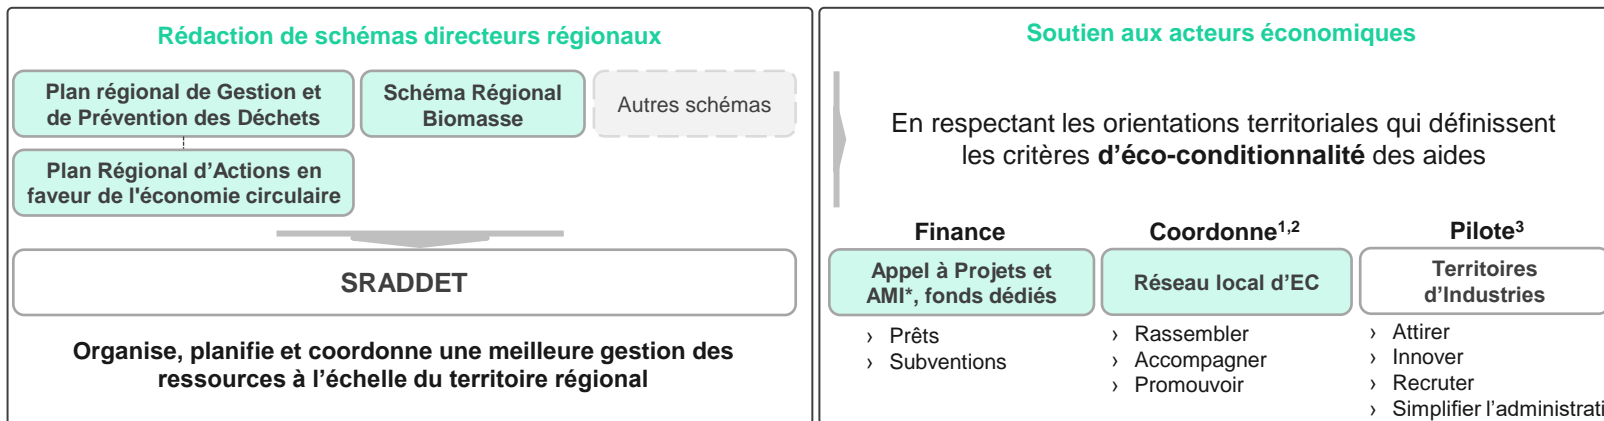 Rédaction de schémas directeurs régionaux
Plan régional de Gestion et
de Prévention des Déchets
Schéma Régional
Biomasse
Autres schémas
Plan Régional d'Actions en
faveur de l'économie circulaire
SRADDET
Organise, planifie et coordonne une meilleure gestion des
ressources à l'échelle du territoire régional
Soutien aux acteurs économiques
En respectant les orientations territoriales qui définissent
les critères d'éco-conditionnalité des aides
Finance
Appel à Projets et
AMI*, fonds dédiés
› Prêts
› Subventions
Coordonne1,2
Réseau local d'EC
› Rassembler
› Accompagner
› Promouvoir
Pilote3
Territoires
d'Industries
› Attirer
› Innover
› Recruter
› Simplifier l'administrati